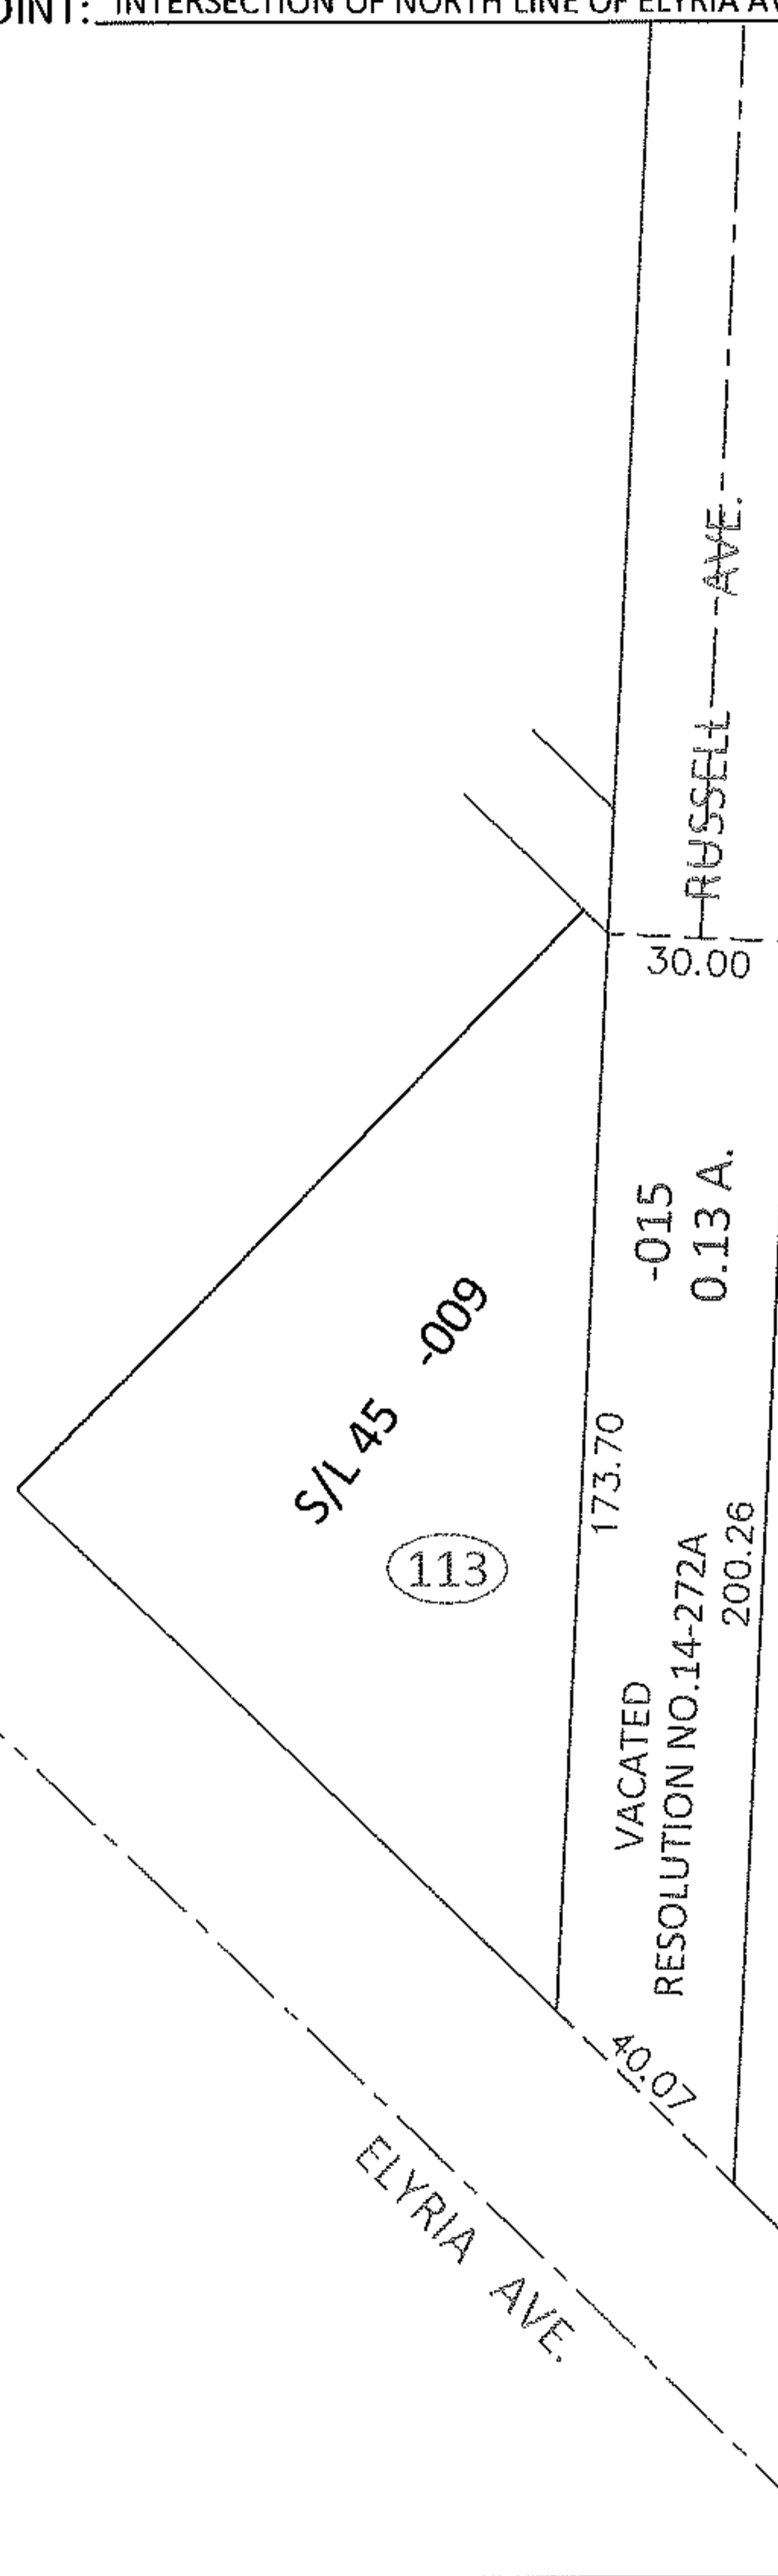 OINT: INTERSECTION OF NORTH LINE OF ELYRIA
RUSSELL AVE.
30.00
-015
0.13 A.
S/L 45 -009
113
173.70
200.26
VACATED
RESOLUTION NO.14-272A
40.07
ELYRIA AVE.